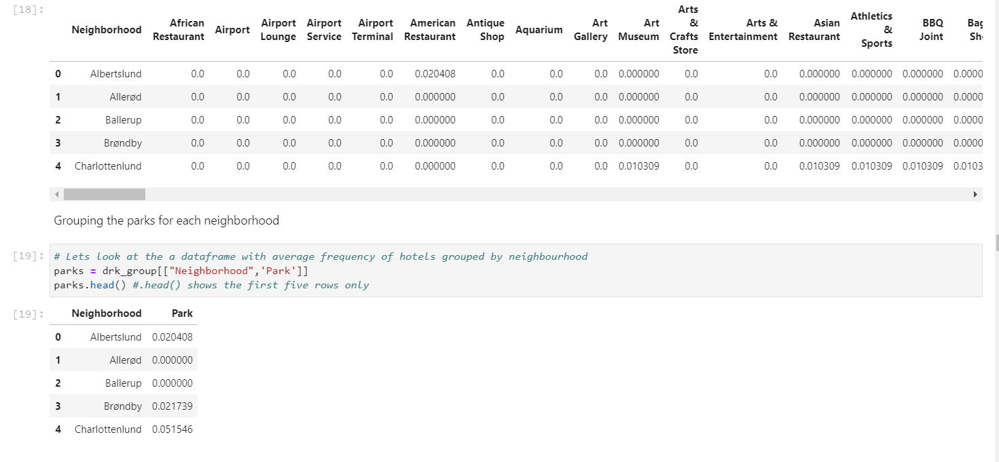 [18]:
Neighborhood African Restaurant Airport Airport Lounge Airport Service Airport Terminal American Restaurant Antique Shop Aquarium Art Gallery Art Museum Arts & Crafts Store Arts & Entertainment Asian Restaurant Athletics & Sports BBQ Joint
0 Albertslund 0.0 0.0 0.0 0.0 0.0 0.020408 0.0 0.0 0.0 0.000000 0.0 0.0 0.000000 0.000000 0.000000 0.0000
1 Allerød 0.0 0.0 0.0 0.0 0.0 0.000000 0.0 0.0 0.0 0.000000 0.0 0.0 0.000000 0.000000 0.000000 0.0000
2 Ballerup 0.0 0.0 0.0 0.0 0.0 0.000000 0.0 0.0 0.0 0.000000 0.0 0.0 0.000000 0.000000 0.000000 0.0000
3 Brøndby 0.0 0.0 0.0 0.0 0.0 0.000000 0.0 0.0 0.0 0.000000 0.0 0.0 0.000000 0.000000 0.000000 0.0000
4 Charlottenlund 0.0 0.0 0.0 0.0 0.0 0.000000 0.0 0.0 0.0 0.010309 0.0 0.0 0.010309 0.010309 0.010309 0.0103
Grouping the parks for each neighborhood
[19]: # Lets look at the a dataframe with average frequency of hotels grouped by neighbourhood
parks = drk_group[["Neighborhood",'Park']]
parks.head() #.head() shows the first five rows only
[19]: Neighborhood Park
0 Albertslund 0.020408
1 Allerød 0.000000
2 Ballerup 0.000000
3 Brøndby 0.021739
4 Charlottenlund 0.051546